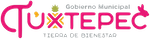 Gobierno Municipal
TUXTEPEC
TIERRA DE BIENESTAR